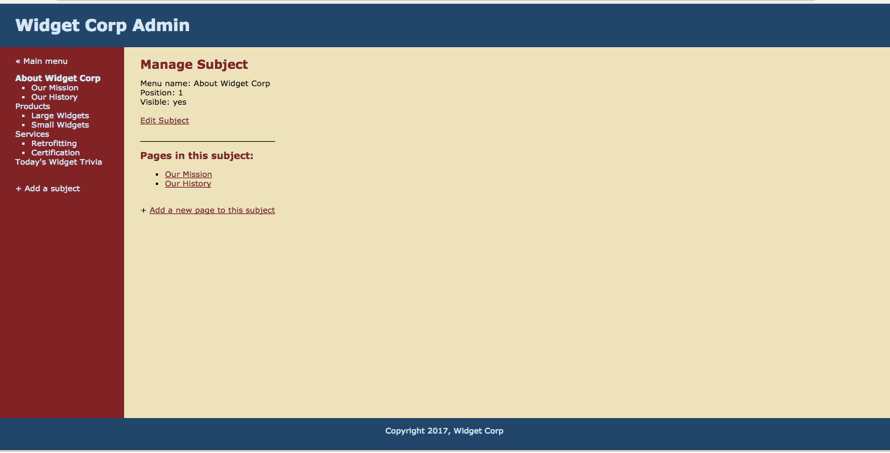 Widget Corp Admin
« Main menu
About Widget Corp
Our Mission
Our History
Products
Large Widgets
Small Widgets
Services
Retrofitting
Certification
Today's Widget Trivia
+ Add a subject
Manage Subject
Menu name: About Widget Corp
Position: 1
Visible: yes
Edit Subject
Pages in this subject:
Our Mission
Our History
+ Add a new page to this subject
Copyright 2017, Widget Corp